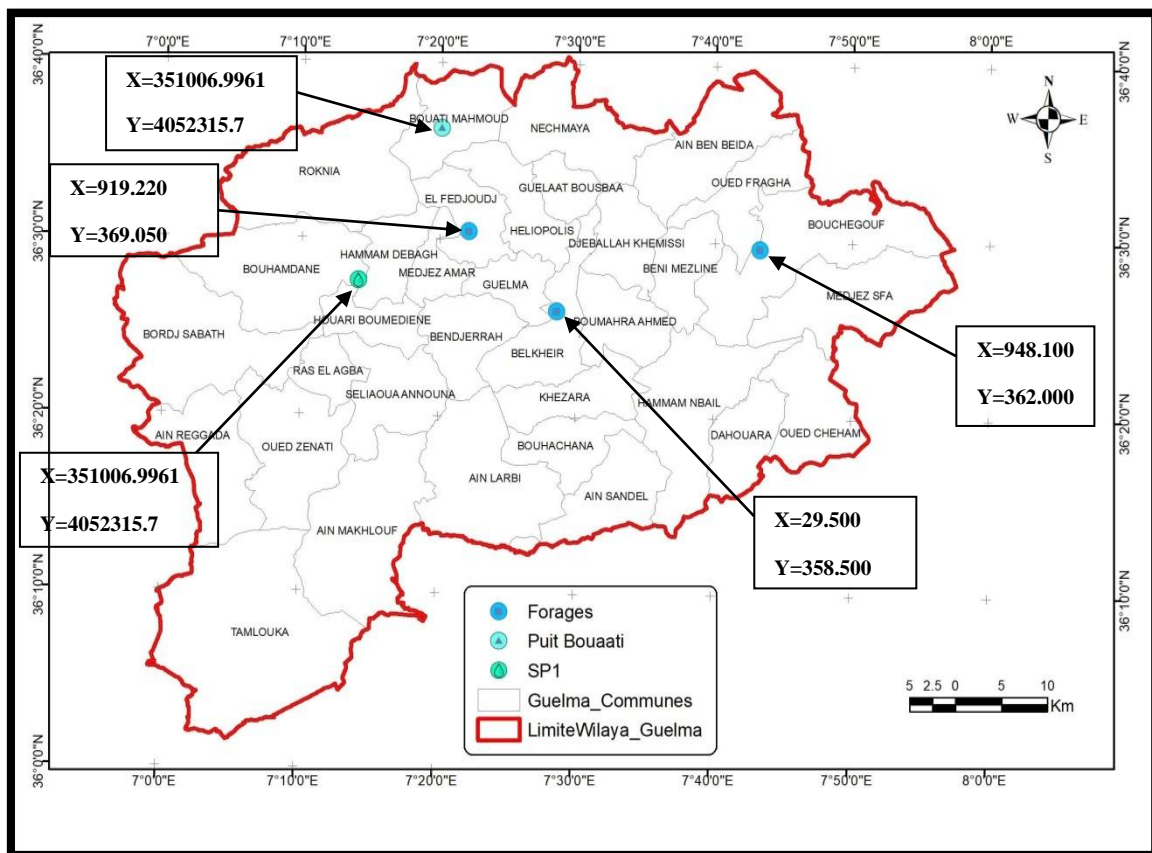 7°0'0"E 7°10'0"E 7°20'0"E 7°30'0"E 7°40'0"E 7°50'0"E 8°0'0"E
36°40'0"N
36°40'0"N
X=351006.9961
Y=4052315.7
N
W E
S
BOUATI MAHMOUD
NECHMAYA
AIN BEN BEIDA
ROKNIA
X=919.220
Y=369.050
GUELAAT BOUSBAA
OUED FRAGHA
EL FEDJOUDJ
BOUCHEGOUF
36°30'0"N
HELIOPOLIS
DJEBALLAH KHEMISSI
36°30'0"N
HAMMAM DEBAGH
BOUHAMDANE
MEDJEZ AMAR
BENI MEZLINE
GUELMA
MEDJEZ SFA
HOUARI BOUMEDIENE
BOUMAHRA AHMED
BORDJ SABATH
BENDJERRAH
BELKHEIR
X=948.100
Y=362.000
RAS EL AGBA
SELIAOUA ANNOUNA
KHEZARA
HAMMAM NBAIL
36°20'0"N
36°20'0"N
AIN REGGADA
OUED ZENATI
BOUHACHANA
DAHOUARA
OUED CHEHAM
X=351006.9961
Y=4052315.7
AIN LARBI
AIN SANDEL
X=29.500
Y=358.500
AIN MAKHLOUF
36°10'0"N
36°10'0"N
TAMLOUKA
Forages
Puit Bouaati
SP1
Guelma_Communes
LimiteWilaya_Guelma
5 2.5 0 5 10
Km
36°0'0"N
36°0'0"N
7°0'0"E 7°10'0"E 7°20'0"E 7°30'0"E 7°40'0"E 7°50'0"E 8°0'0"E